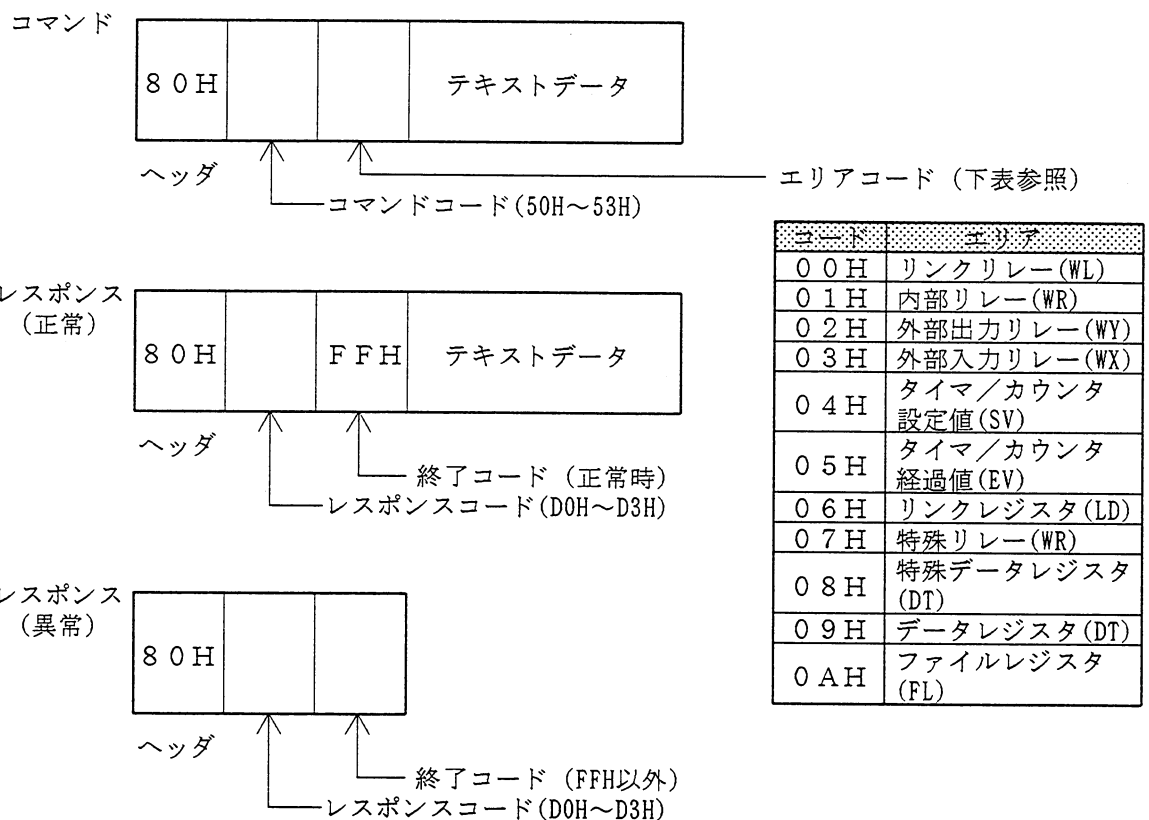 コマンド
80H
テキストデータ
ヘッダ
コマンドコード(50H～53H)
エリアコード（下表参照）
コード エリア
00H リンクリレー(WL)
01H 内部リレー(WR)
02H 外部出力リレー(WY)
03H 外部入力リレー(WX)
04H タイマ／カウンタ
設定値(SV)
05H タイマ／カウンタ
経過値(EV)
06H リンクレジスタ(LD)
07H 特殊リレー(WR)
08H 特殊データレジスタ
(DT)
09H データレジスタ(DT)
0AH ファイルレジスタ
(FL)
レスポンス
（正常）
80H
FFH
テキストデータ
ヘッダ
終了コード（正常時）
レスポンスコード(D0H～D3H)
レスポンス
（異常）
80H
ヘッダ
終了コード（FFH以外）
レスポンスコード(D0H～D3H)